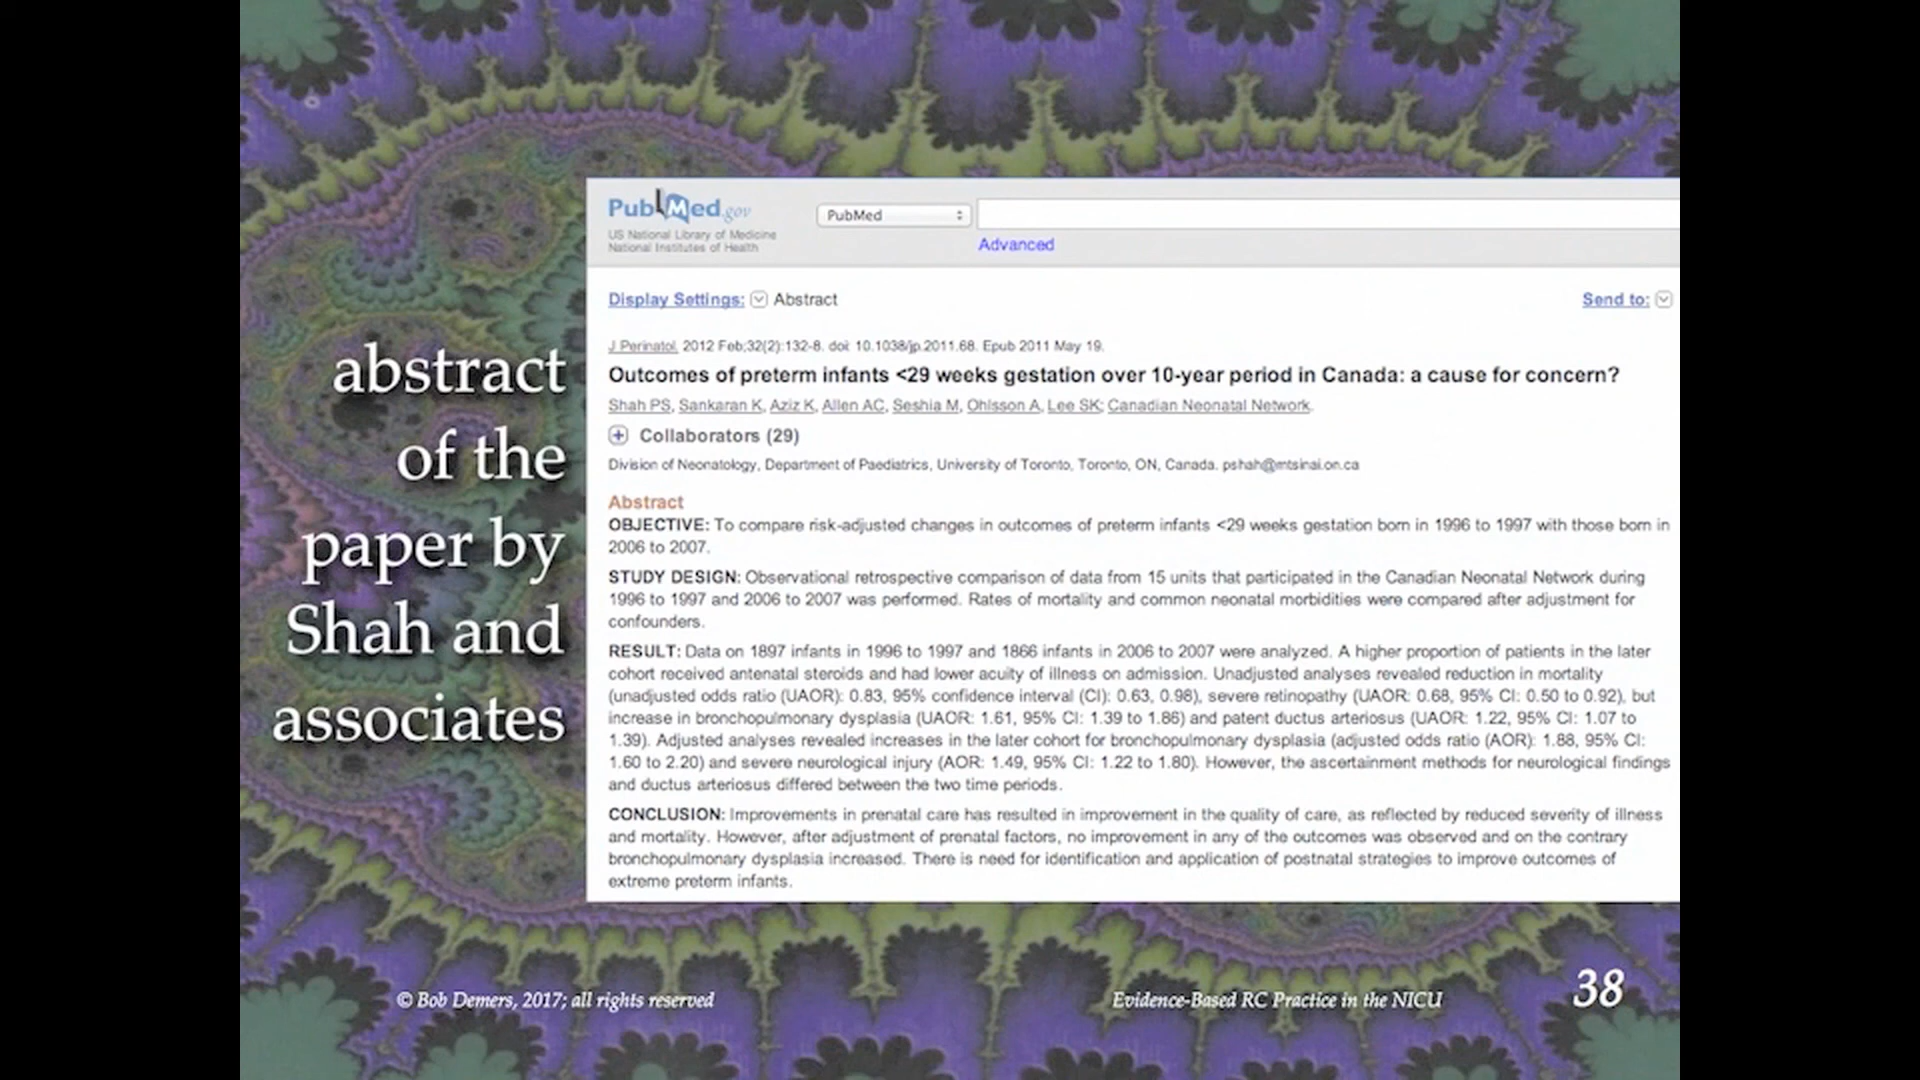 abstract
of the
paper by
Shah and
associates
PubMed.gov
US National Library of Medicine
National Institutes of Health
PubMed
Advanced
Display Settings: Abstract
Send to:
J Perinatol. 2012 Feb;32(2):132-8. doi: 10.1038/jp.2011.68. Epub 2011 May 19.
Outcomes of preterm infants <29 weeks gestation over 10-year period in Canada: a cause for concern?
Shah PS, Sankaran K, Aziz K, Allen AC, Seshia M, Ohlsson A, Lee SK; Canadian Neonatal Network.
Collaborators (29)
Division of Neonatology, Department of Paediatrics, University of Toronto, Toronto, ON, Canada. pshah@mtsinai.on.ca
Abstract
OBJECTIVE: To compare risk-adjusted changes in outcomes of preterm infants <29 weeks gestation born in 1996 to 1997 with those born in
2006 to 2007.
STUDY DESIGN: Observational retrospective comparison of data from 15 units that participated in the Canadian Neonatal Network during
1996 to 1997 and 2006 to 2007 was performed. Rates of mortality and common neonatal morbidities were compared after adjustment for
confounders.
RESULT: Data on 1897 infants in 1996 to 1997 and 1866 infants in 2006 to 2007 were analyzed. A higher proportion of patients in the later
cohort received antenatal steroids and had lower acuity of illness on admission. Unadjusted analyses revealed reduction in mortality
(unadjusted odds ratio (UAOR): 0.83, 95% confidence interval (CI): 0.63, 0.98), severe retinopathy (UAOR: 0.68, 95% CI: 0.50 to 0.92), but
increase in bronchopulmonary dysplasia (UAOR: 1.61, 95% CI: 1.39 to 1.86) and patent ductus arteriosus (UAOR: 1.22, 95% CI: 1.07 to
1.39). Adjusted analyses revealed increases in the later cohort for bronchopulmonary dysplasia (adjusted odds ratio (AOR): 1.88, 95% CI:
1.60 to 2.20) and severe neurological injury (AOR: 1.49, 95% CI: 1.22 to 1.80). However, the ascertainment methods for neurological findings
and ductus arteriosus differed between the two time periods.
CONCLUSION: Improvements in prenatal care has resulted in improvement in the quality of care, as reflected by reduced severity of illness
and mortality. However, after adjustment of prenatal factors, no improvement in any of the outcomes was observed and on the contrary
bronchopulmonary dysplasia increased. There is need for identification and application of postnatal strategies to improve outcomes of
extreme preterm infants.
© Bob Demers, 2017; all rights reserved
Evidence-Based RC Practice in the NICU
38